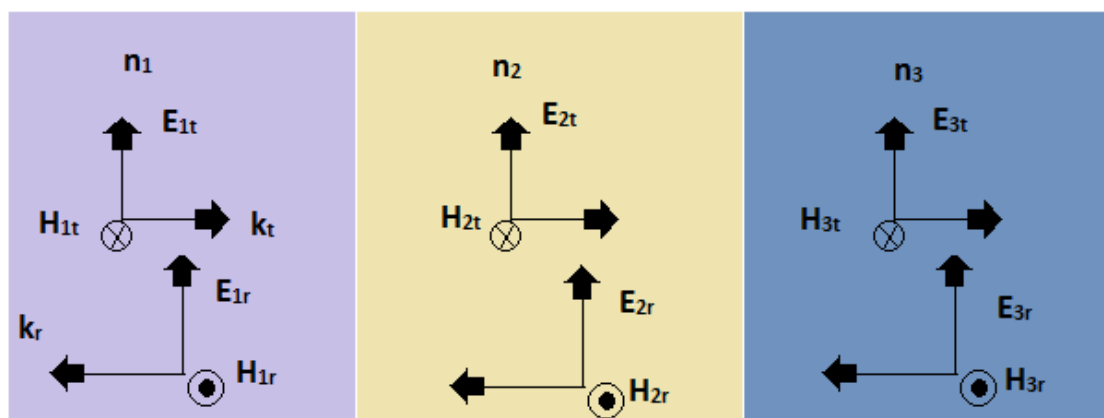 n₁
E₁ₜ
H₁ₜ
kₜ
E₁ᵣ
kᵣ
H₁ᵣ
n₂
E₂ₜ
H₂ₜ
E₂ᵣ
H₂ᵣ
n₃
E₃ₜ
H₃ₜ
E₃ᵣ
H₃ᵣ